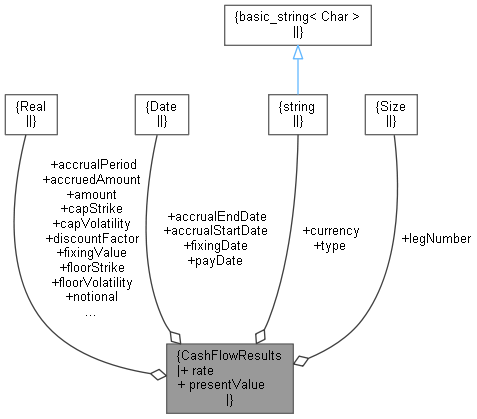 {basic_string< Char >
||}
{Real
||}
{Date
||}
{string
||}
{Size
||}
+accrualPeriod
+accruedAmount
+amount
+capStrike
+capVolatility
+discountFactor
+fixingValue
+floorStrike
+floorVolatility
+notional
...
+accrualEndDate
+accrualStartDate
+fixingDate
+payDate
+currency
+type
+legNumber
{CashFlowResults
|+ rate
+ presentValue
|}